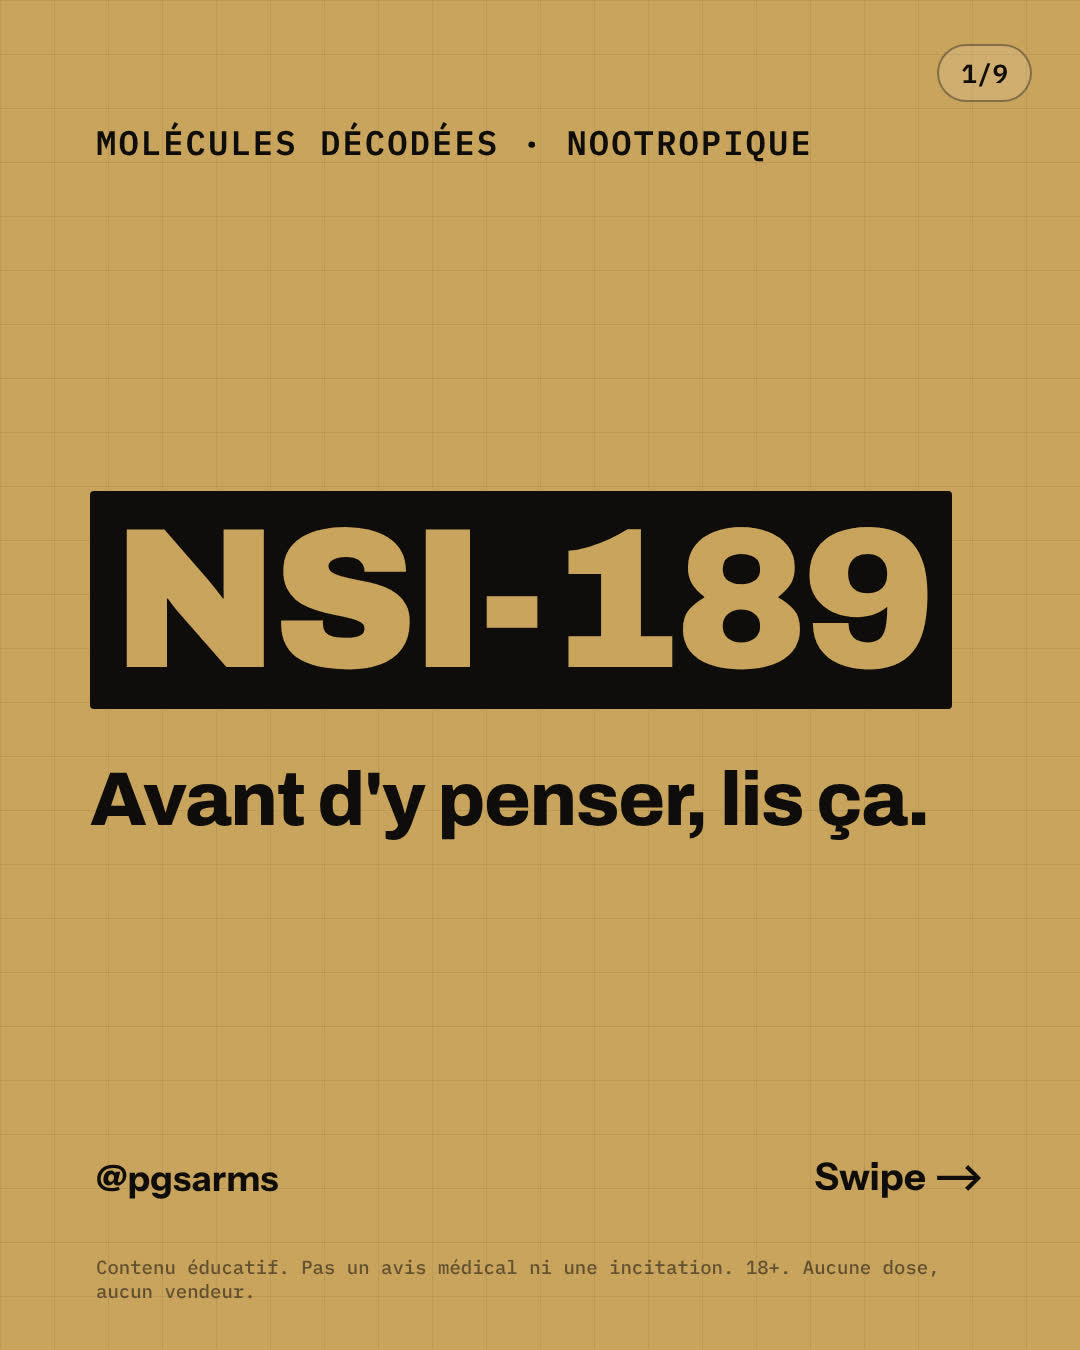 1/9
MOLÉCULES DÉCODÉES · NOOTROPIQUE
NSI-189
Avant d'y penser, lis ça.
@pgsarms
Swipe →
Contenu éducatif. Pas un avis médical ni une incitation. 18+. Aucune dose,
aucun vendeur.